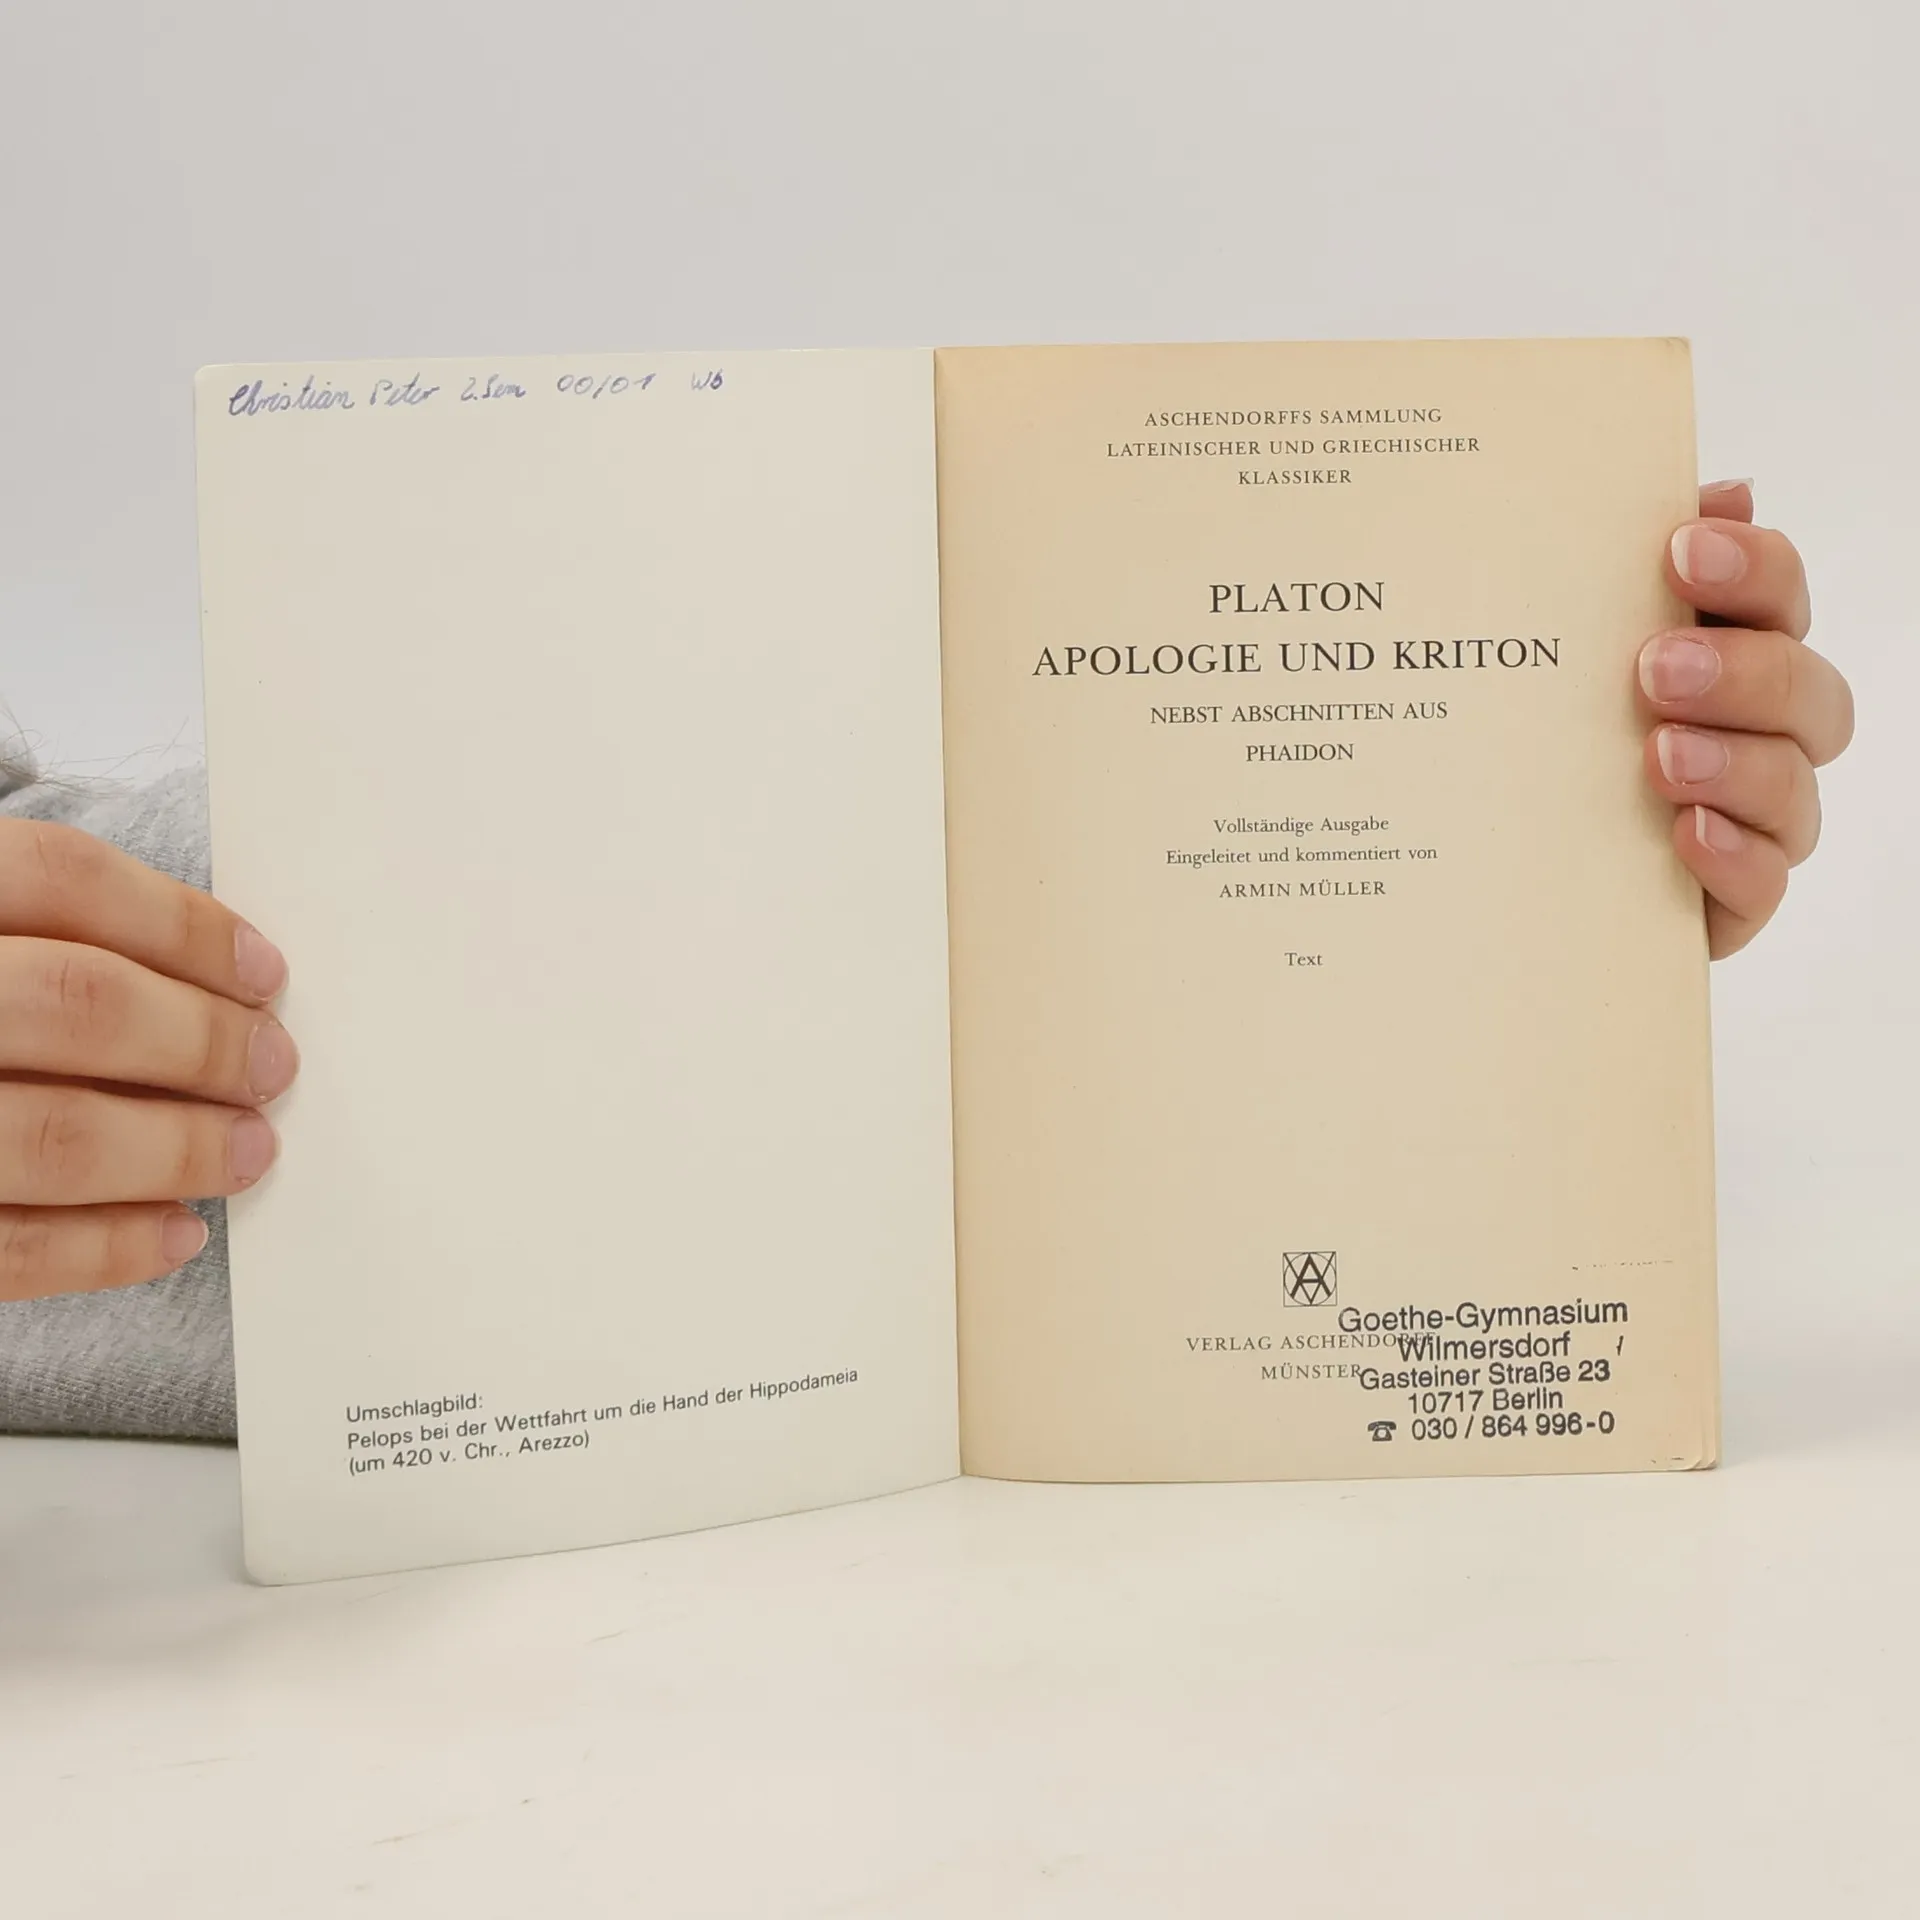 Christian Peter 2.Sem 00/01 Wb
Umschlagbild:
Pelops bei der Wettfahrt um die Hand der Hippodameia
(um 420 v. Chr., Arezzo)
ASCHENDORFFS SAMMLUNG
LATEINISCHER UND GRIECHISCHER
KLASSIKER
PLATON
APOLOGIE UND KRITON
NEBST ABSCHNITTEN AUS
PHAIDON
Vollständige Ausgabe
Eingeleitet und kommentiert von
ARMIN MÜLLER
Text
VERLAG ASCHENDORFF
MÜNSTER
Goethe-Gymnasium
Wilmersdorf
Gasteiner Straße 23
10717 Berlin
☎ 030 / 864 996-0